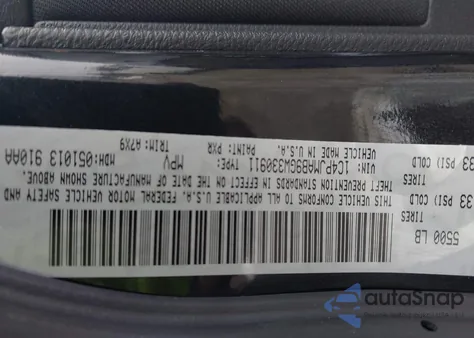 5500 LB
TIRES
33 PSI) COLD
TIRES
33 PSI) COLD
THIS VEHICLE CONFORMS TO ALL APPLICABLE U.S.A. FEDERAL MOTOR VEHICLE SAFETY AND
THEFT PREVENTION STANDARDS IN EFFECT ON THE DATE OF MANUFACTURE SHOWN ABOVE.
VIN: 1C4PJMAB9GW330911 TYPE: MPV MDH:051013 910AA
VEHICLE MADE IN U.S.A. PAINT: PXR TRIM: A7X9
autoSnap